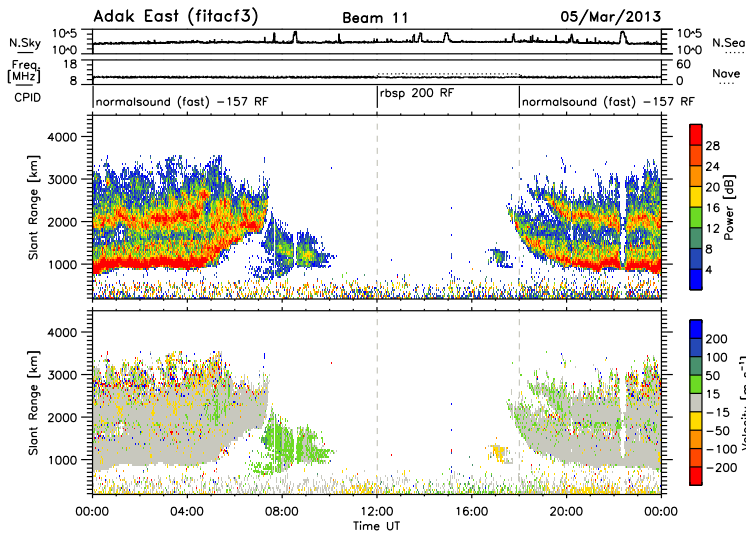 Adak East (fitacf3) Beam 11 05/Mar/2013
N.Sky 10^5 10^0 10^5 10^0 N.Sea
Freq. [MHz] 18 8 60 0 Nave
CPID normalsound (fast) -157 RF rbsp 200 RF normalsound (fast) -157 RF
Slant Range [km]
4000
3000
2000
1000
28
24
20
16
12
8
4
Power [dB]
Slant Range [km]
4000
3000
2000
1000
200
100
50
15
-15
-50
-100
-200
Velocity [m s^-1]
00:00 04:00 08:00 12:00 16:00 20:00 00:00
Time UT